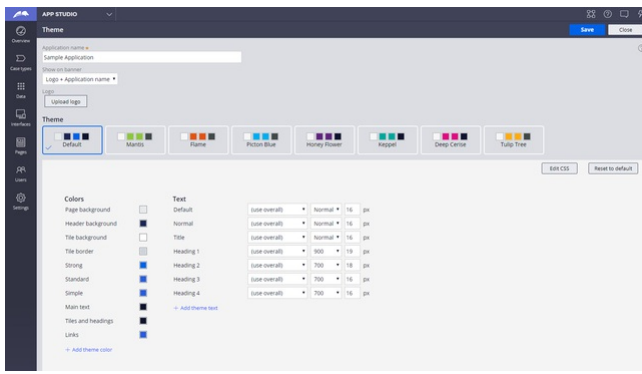 APP STUDIO
Theme
Save
Close
Overview
Case types
Data
Interfaces
Pages
Users
Settings
Application name
Sample Application
Show on banner
Logo + Application name
Logo
Upload logo
Theme
Default
Mantis
Flame
Picton Blue
Honey Flower
Keppel
Deep Cerise
Tulip Tree
Edit CSS
Reset to default
Colors
Page background
Header background
Tile background
Tile border
Strong
Standard
Simple
Main text
Tiles and headings
Links
+ Add theme color
Text
Default (use overall) Normal 16 px
Normal (use overall) Normal 16 px
Title (use overall) Normal 16 px
Heading 1 (use overall) 900 19 px
Heading 2 (use overall) 700 18 px
Heading 3 (use overall) 700 16 px
Heading 4 (use overall) 700 16 px
+ Add theme text